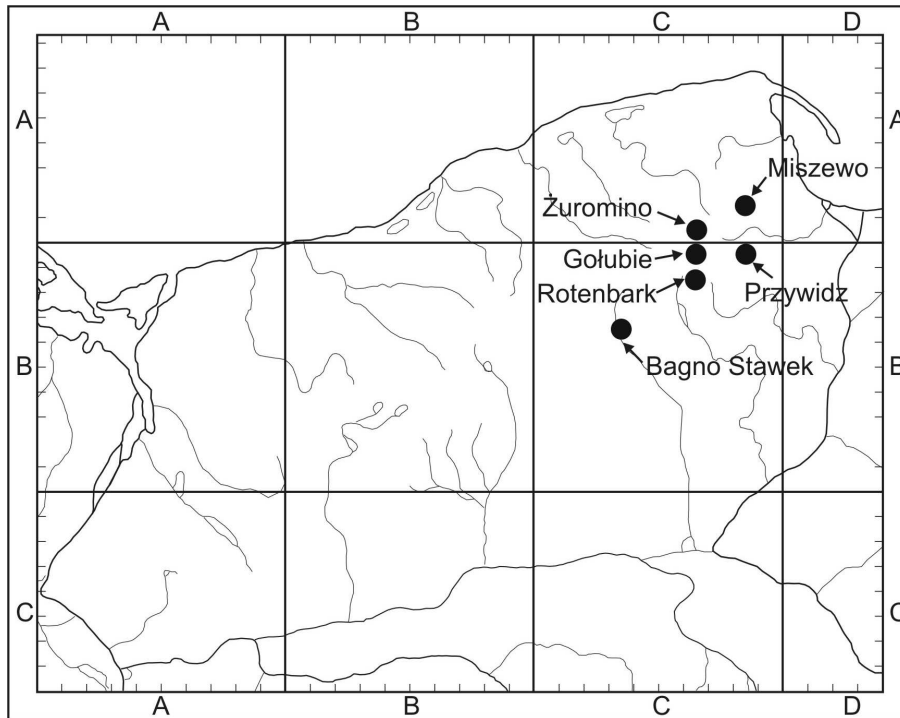 A B C D
A A
Miszewo
Żuromino
Gołubie
Rotenbark
Przywidz
B B
Bagno Stawek
C C
A B C D